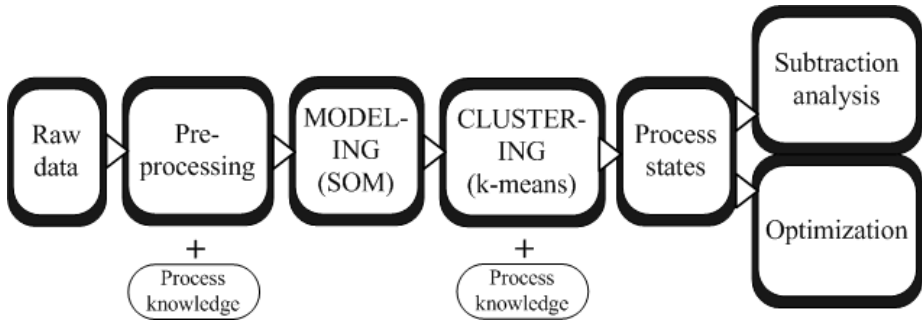 Raw
data
Pre-
processing
+
Process
knowledge
MODEL-
ING
(SOM)
CLUSTER-
ING
(k-means)
+
Process
knowledge
Process
states
Subtraction
analysis
Optimization